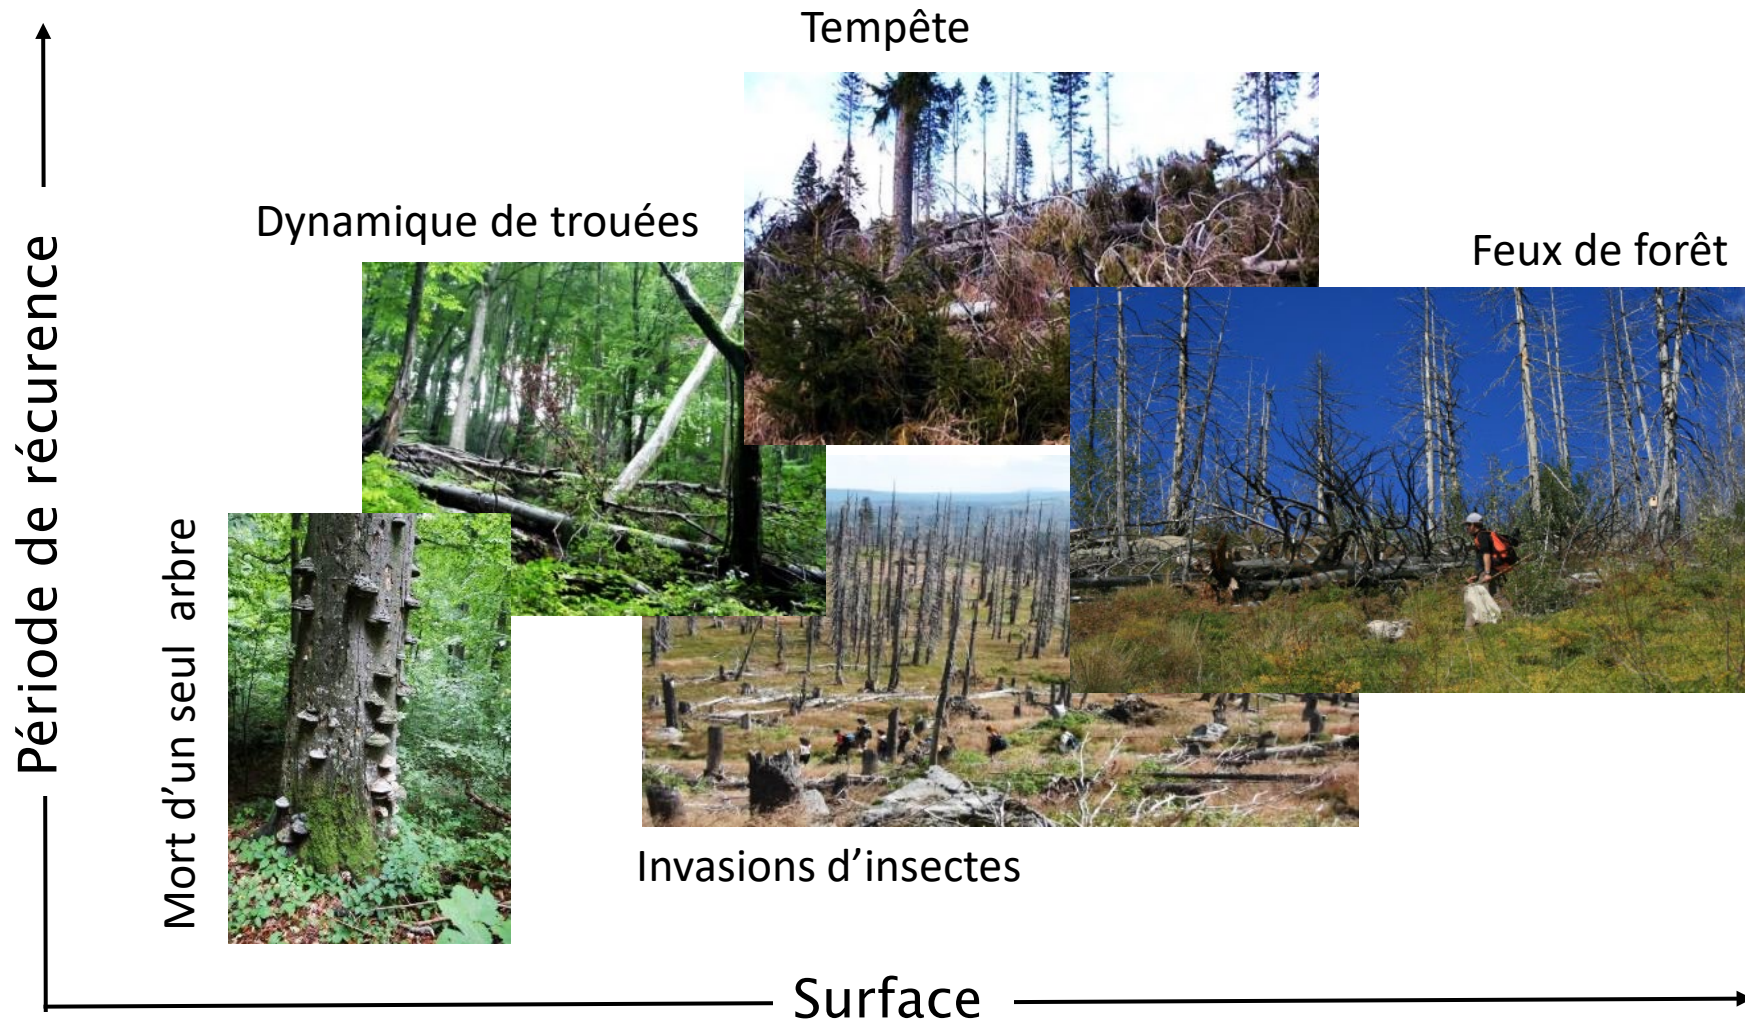 Tempête
Dynamique de trouées
Feux de forêt
Période de récurence
Mort d’un seul arbre
Invasions d’insectes
Surface